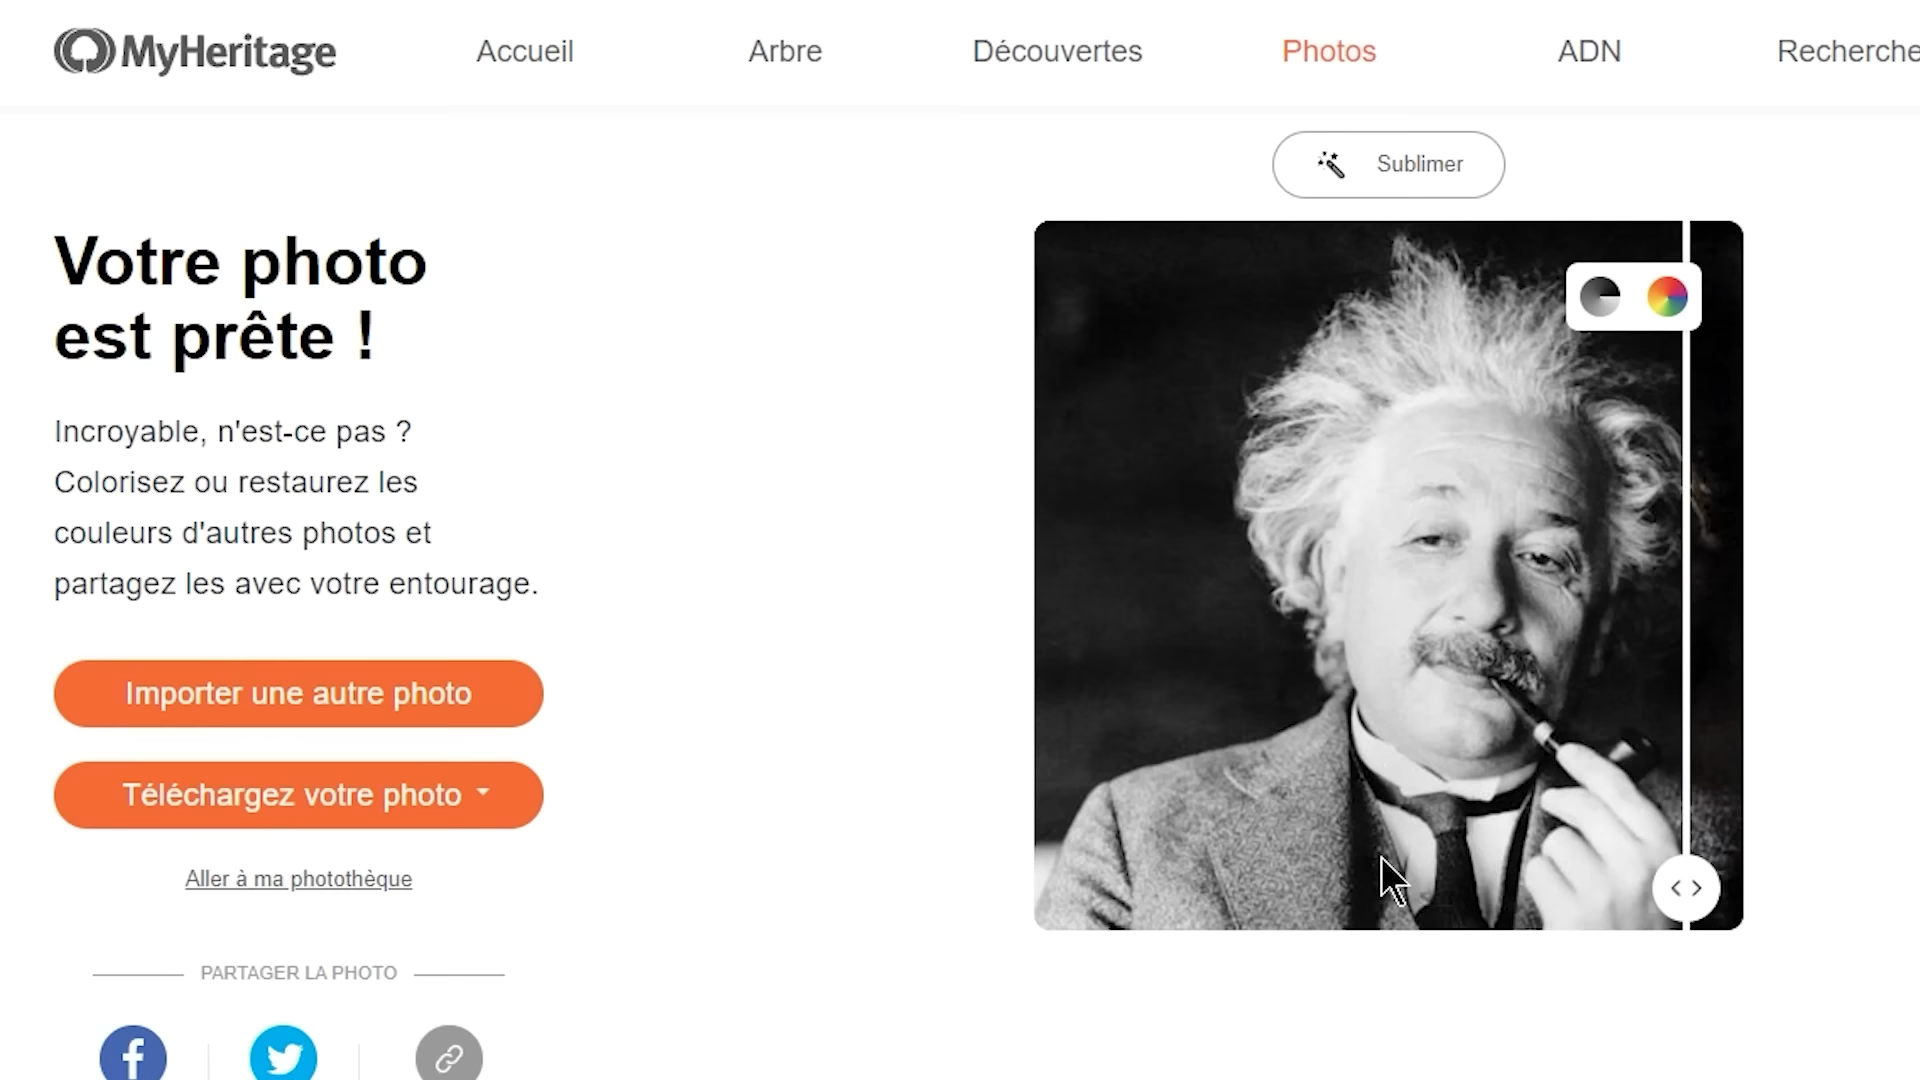 MyHeritage
Accueil
Arbre
Découvertes
Photos
ADN
Recherche
Sublimer
Votre photo
est prête !
Incroyable, n'est-ce pas ?
Colorisez ou restaurez les
couleurs d'autres photos et
partagez les avec votre entourage.
Importer une autre photo
Téléchargez votre photo
Aller à ma photothèque
PARTAGER LA PHOTO